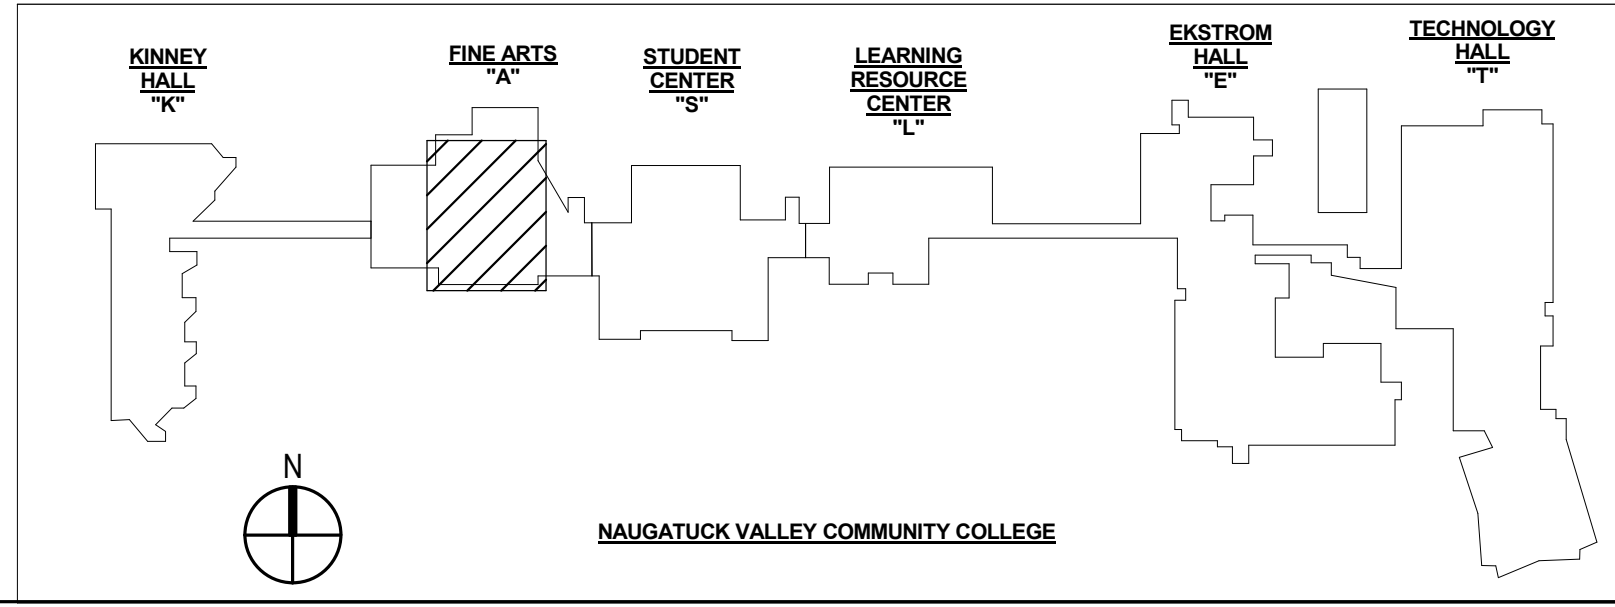 KINNEY
HALL
"K"
FINE ARTS
"A"
STUDENT
CENTER
"S"
LEARNING
RESOURCE
CENTER
"L"
EKSTROM
HALL
"E"
TECHNOLOGY
HALL
"T"
N
NAUGATUCK VALLEY COMMUNITY COLLEGE